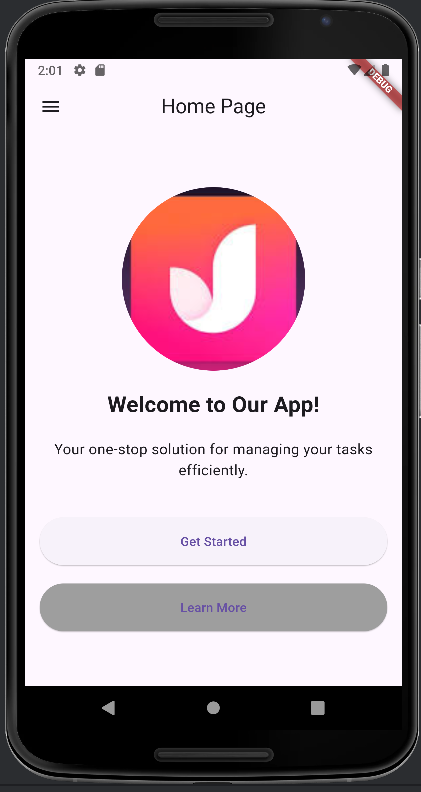 2:01
DEBUG
Home Page
Welcome to Our App!
Your one-stop solution for managing your tasks
efficiently.
Get Started
Learn More